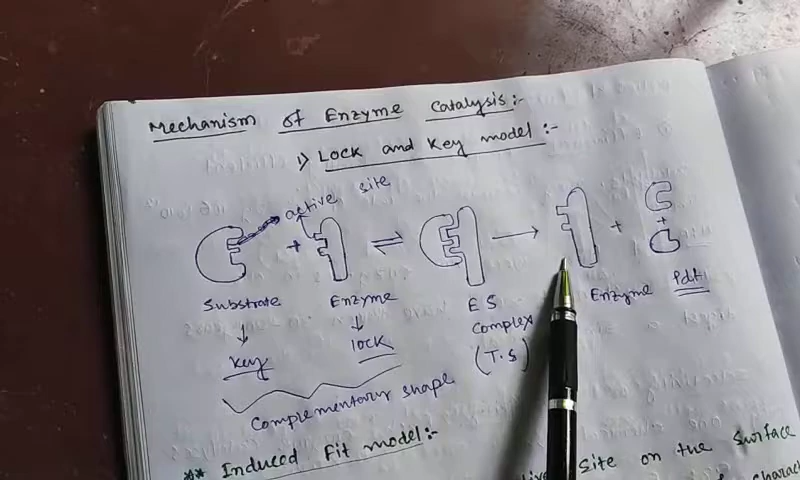 Mechanism of Enzyme Catalysis:-
1) Lock and Key model:-
active site
+ ⇌ → + +
Substrate Enzyme ES Complex (T.S) Enzyme Pdt
↓ ↓
Key lock
Complementary shape
** Induced Fit model:-
site on the surface